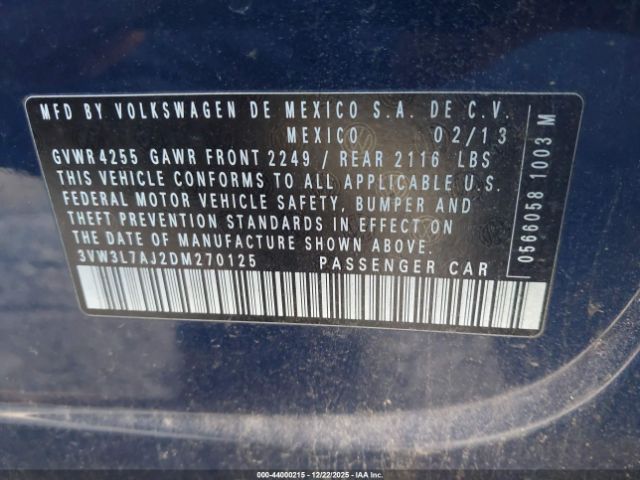 MFD BY VOLKSWAGEN DE MEXICO S.A. DE C.V.
MEXICO 02/13
GVWR 4255 GAWR FRONT 2249 / REAR 2116 LBS
THIS VEHICLE CONFORMS TO ALL APPLICABLE U.S.
FEDERAL MOTOR VEHICLE SAFETY, BUMPER AND
THEFT PREVENTION STANDARDS IN EFFECT ON
THE DATE OF MANUFACTURE SHOWN ABOVE.
3VW3L7AJ2DM270125 PASSENGER CAR
0566058 1003 M
000-44000215 - 12/22/2025 - IAA Inc.